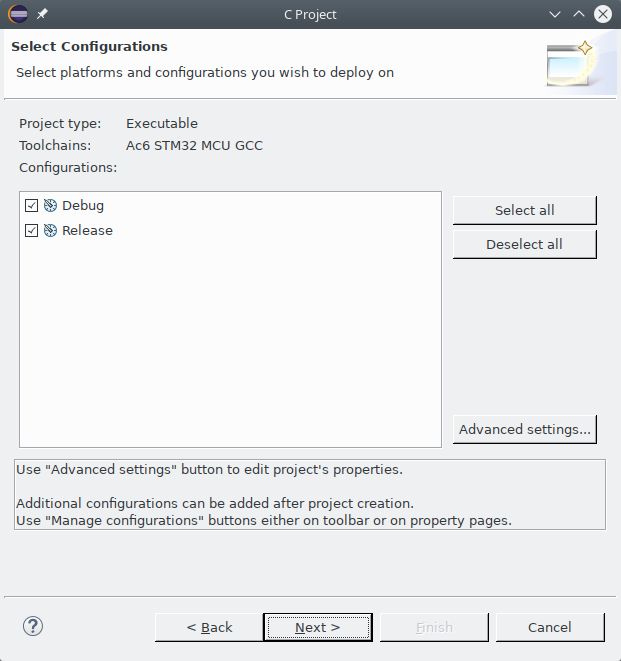 C Project
Select Configurations
Select platforms and configurations you wish to deploy on
Project type: Executable
Toolchains: Ac6 STM32 MCU GCC
Configurations:
Debug
Release
Select all
Deselect all
Advanced settings...
Use "Advanced settings" button to edit project's properties.
Additional configurations can be added after project creation.
Use "Manage configurations" buttons either on toolbar or on property pages.
?
< Back
Next >
Finish
Cancel